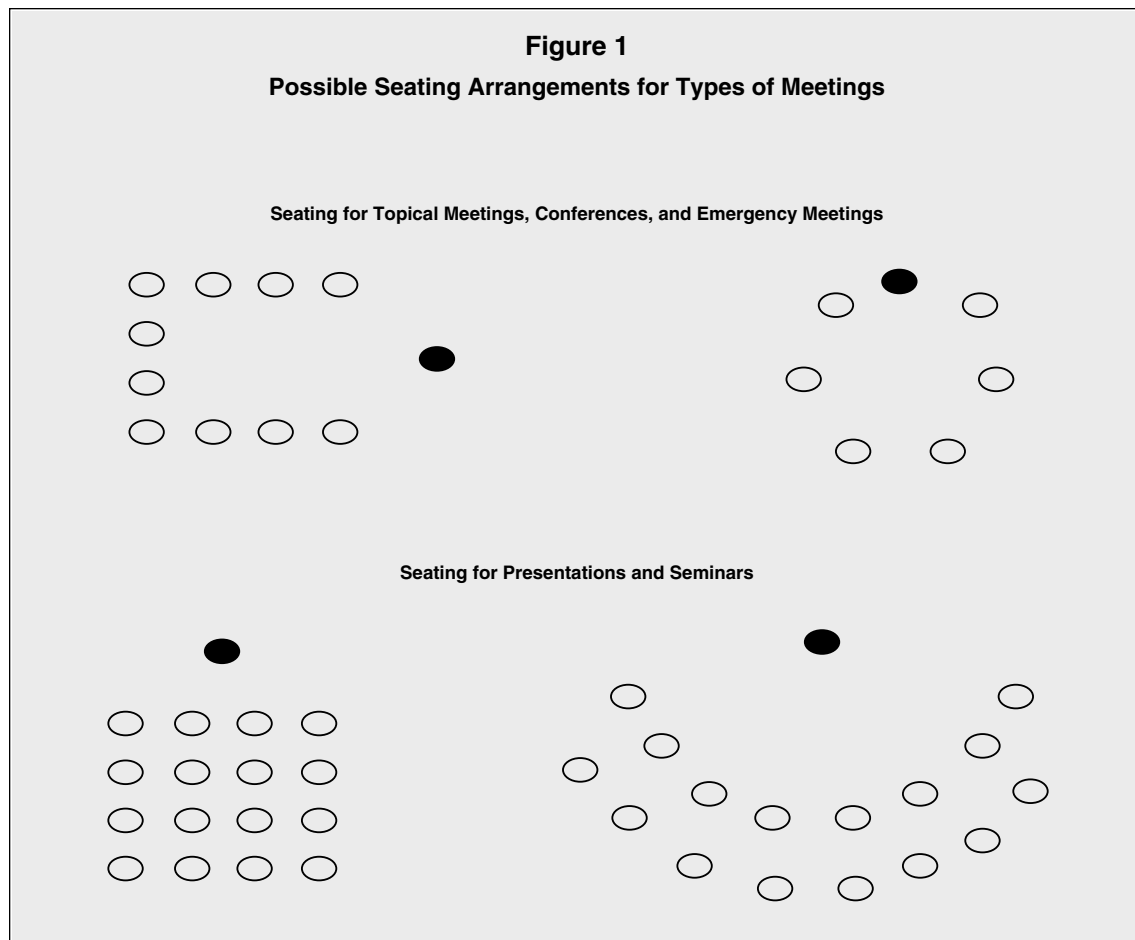 Figure 1
Possible Seating Arrangements for Types of Meetings
Seating for Topical Meetings, Conferences, and Emergency Meetings
Seating for Presentations and Seminars